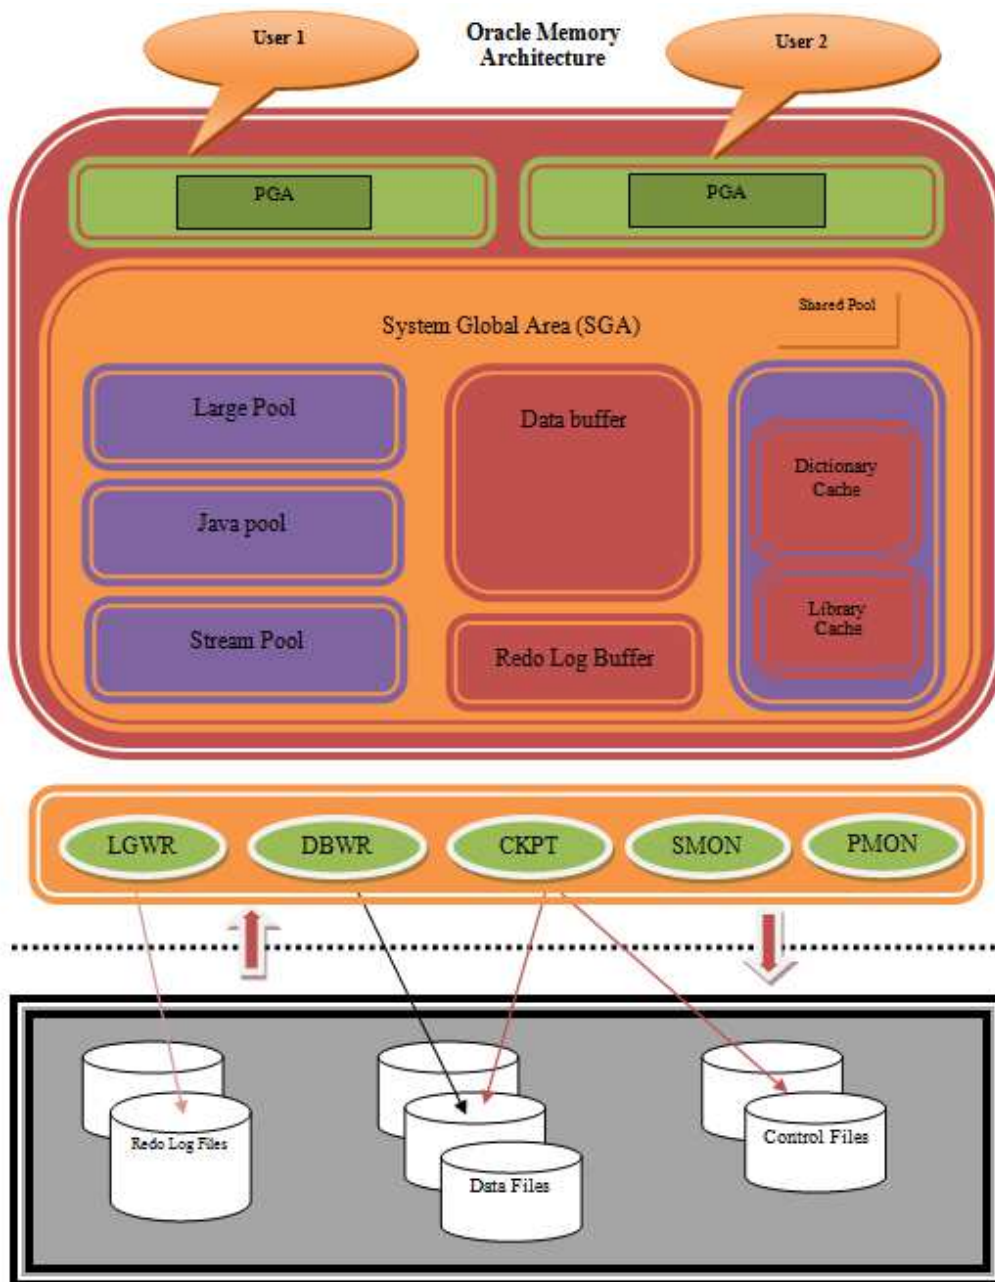 User 1
Oracle Memory
Architecture
User 2
PGA
PGA
Shared Pool
System Global Area (SGA)
Large Pool
Data buffer
Dictionary
Cache
Java pool
Library
Cache
Stream Pool
Redo Log Buffer
LGWR
DBWR
CKPT
SMON
PMON
Redo Log Files
Data Files
Control Files